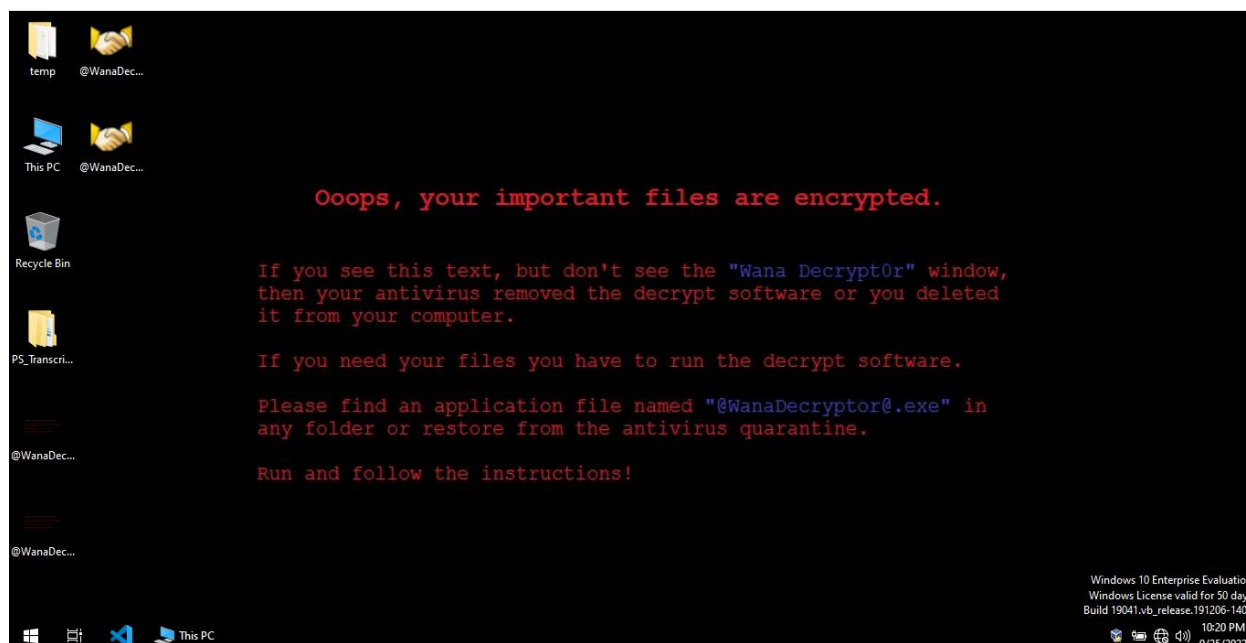 temp
@WanaDec...
This PC
@WanaDec...
Recycle Bin
PS_Transcri...
@WanaDec...
@WanaDec...
Ooops, your important files are encrypted.
If you see this text, but don't see the "Wana Decrypt0r" window,
then your antivirus removed the decrypt software or you deleted
it from your computer.
If you need your files you have to run the decrypt software.
Please find an application file named "@WanaDecryptor@.exe" in
any folder or restore from the antivirus quarantine.
Run and follow the instructions!
Windows 10 Enterprise Evaluatio
Windows License valid for 50 day
Build 19041.vb_release.191206-140
This PC
10:20 PM